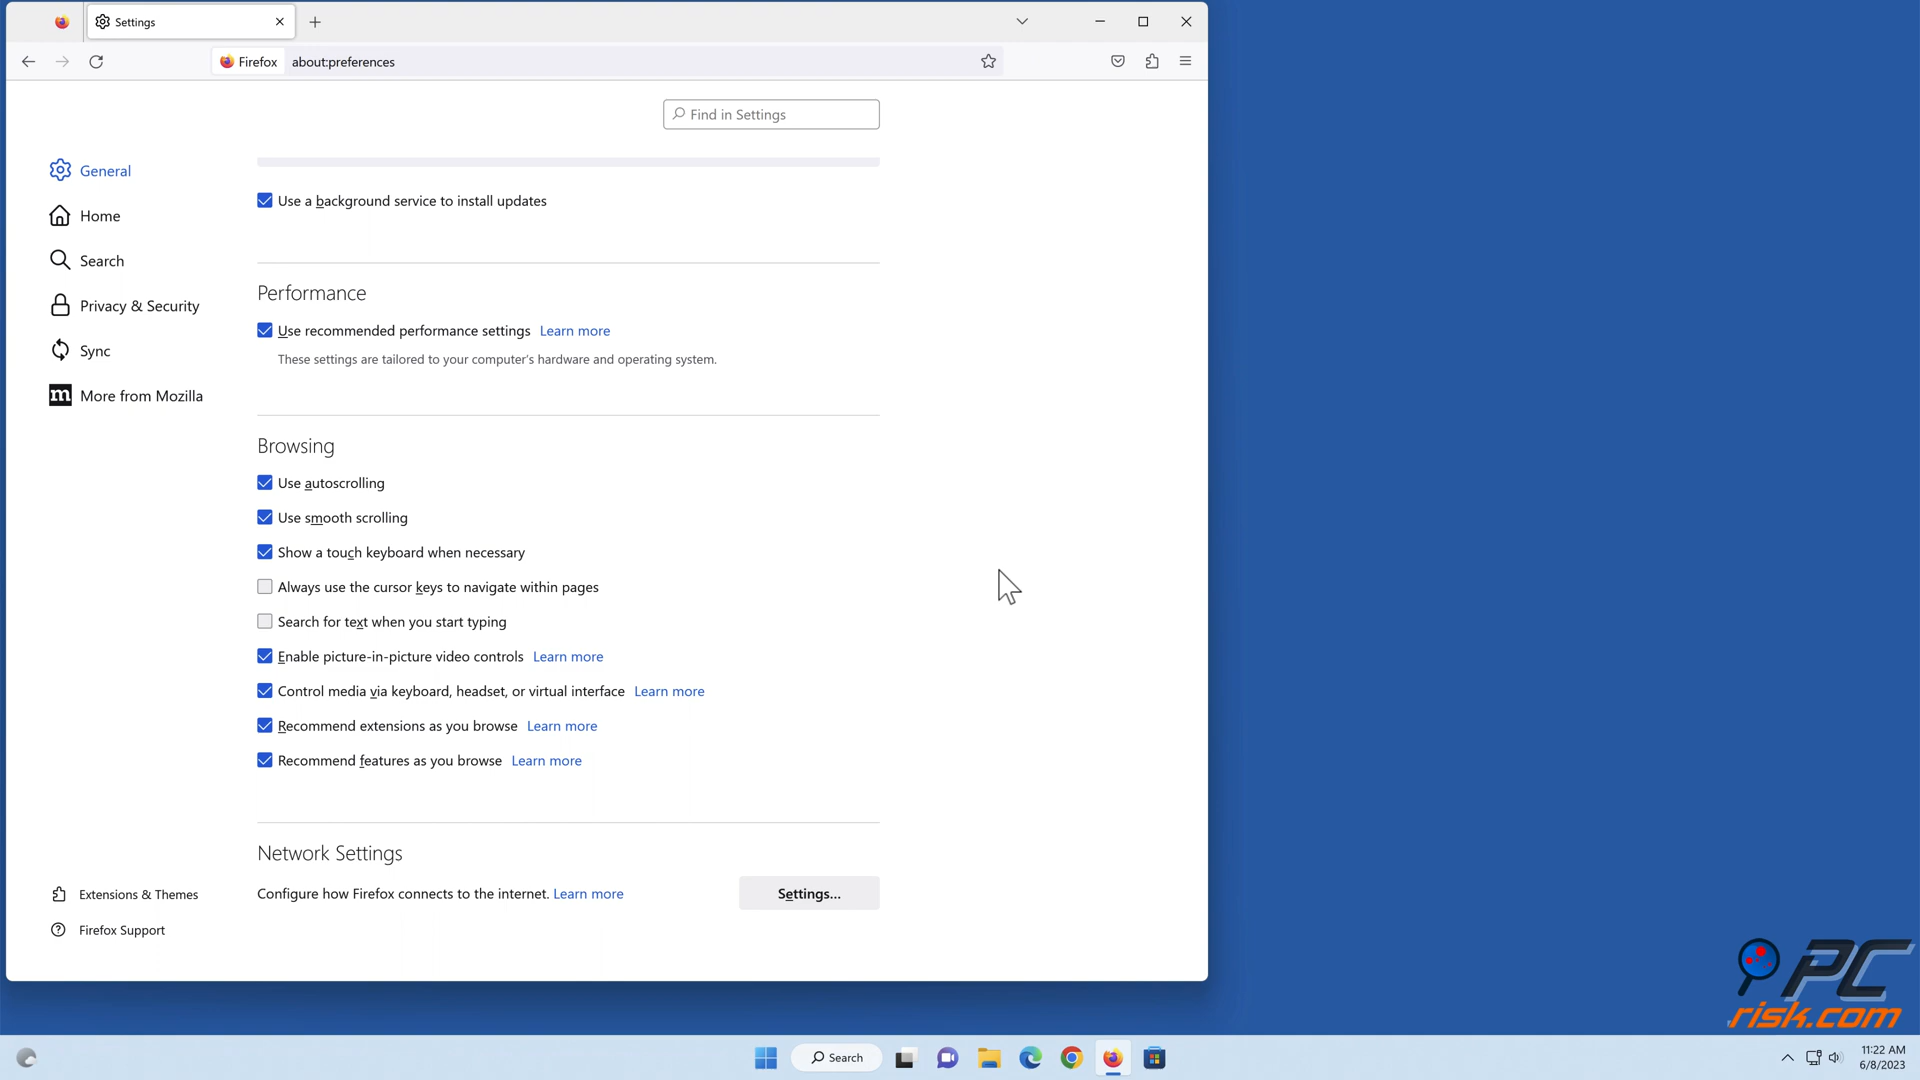 Settings
Firefox about:preferences
Find in Settings
General
Home
Search
Privacy & Security
Sync
More from Mozilla
Extensions & Themes
Firefox Support
Use a background service to install updates
Performance
Use recommended performance settings Learn more
These settings are tailored to your computer's hardware and operating system.
Browsing
Use autoscrolling
Use smooth scrolling
Show a touch keyboard when necessary
Always use the cursor keys to navigate within pages
Search for text when you start typing
Enable picture-in-picture video controls Learn more
Control media via keyboard, headset, or virtual interface Learn more
Recommend extensions as you browse Learn more
Recommend features as you browse Learn more
Network Settings
Configure how Firefox connects to the internet. Learn more Settings...
PC
risk.com
Search
11:22 AM
6/8/2023